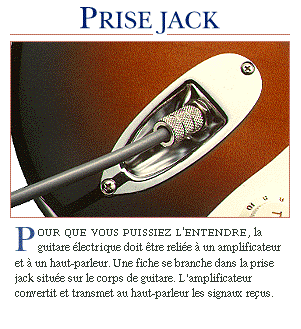 PRISE JACK
POUR QUE VOUS PUISSIEZ L'ENTENDRE, la
guitare électrique doit être reliée à un amplificateur
et à un haut-parleur. Une fiche se branche dans la prise
jack située sur le corps de guitare. L'amplificateur
convertit et transmet au haut-parleur les signaux reçus.